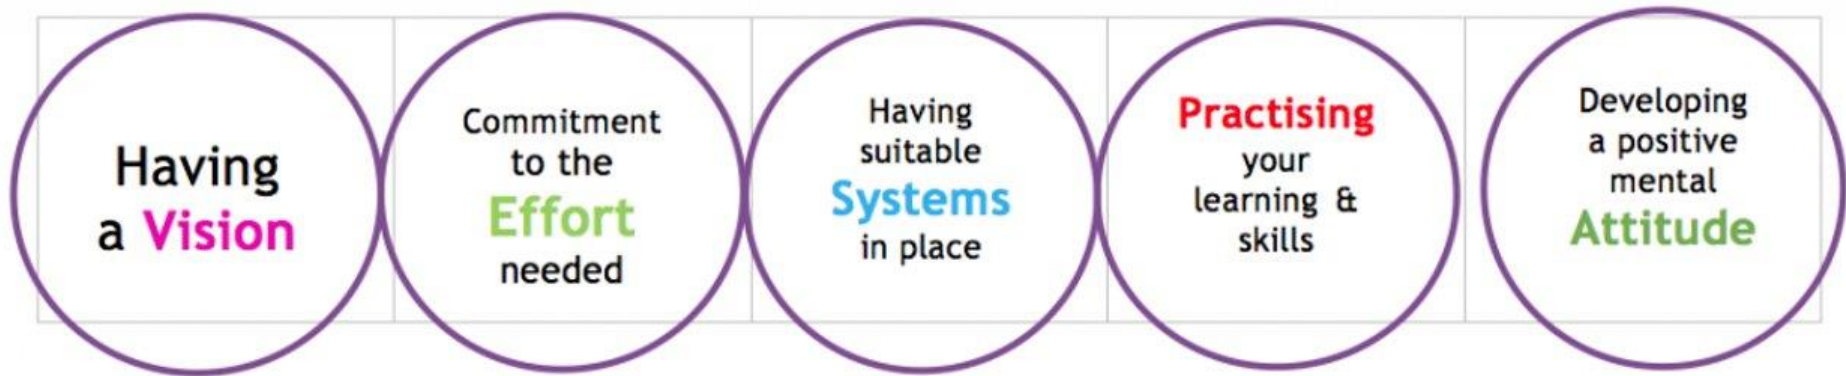 Having
a Vision
Commitment
to the
Effort
needed
Having
suitable
Systems
in place
Practising
your
learning &
skills
Developing
a positive
mental
Attitude